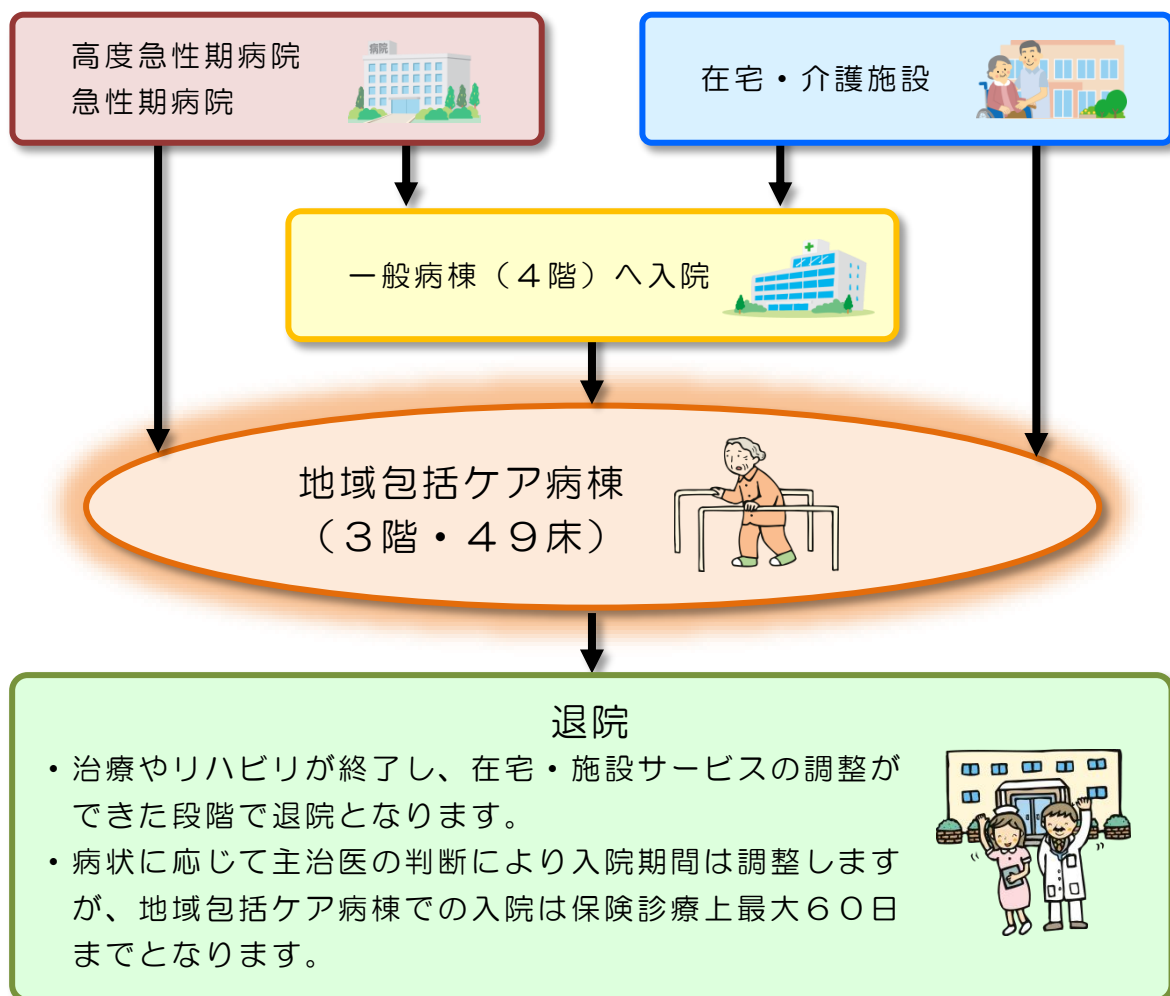 高度急性期病院
急性期病院
病院
在宅・介護施設
一般病棟（４階）へ入院
地域包括ケア病棟
（３階・４９床）
退院
・治療やリハビリが終了し、在宅・施設サービスの調整が
できた段階で退院となります。
・病状に応じて主治医の判断により入院期間は調整します
が、地域包括ケア病棟での入院は保険診療上最大６０日
までとなります。